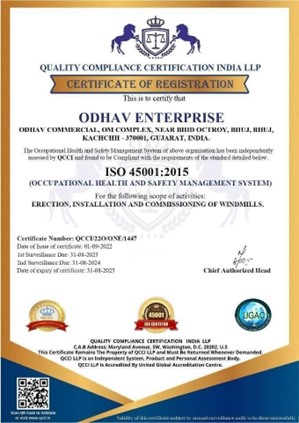 QUALITY COMPLIANCE CERTIFICATION INDIA LLP
CERTIFICATE OF REGISTRATION
This is to certify that
ODHAV ENTERPRISE
ODHAV COMMERCIAL, OM COMPLEX, NEAR BHID OCTROY, BHUJ, BHUJ,
KACHCHH - 370001, GUJARAT, INDIA.
The Occupational Health and Safety Management System of above organisation has been independently
assessed by QCCI and found to be Compliant with the requirements of the standard detailed below.
ISO 45001:2015
(OCCUPATIONAL HEALTH AND SAFETY MANAGEMENT SYSTEM)
For the following scope of activities:
ERECTION, INSTALLATION AND COMMISSIONING OF WINDMILLS.
Certificate Number: QCCI/22O/ONE/1447
Date of Issue of certificate: 01-09-2022
1st Surveillance Due: 31-08-2023
2nd Surveillance Due: 31-08-2024
Date of expiry of certificate: 31-08-2025
Chief Authorized Head
45001
UGAC
QUALITY COMPLIANCE CERTIFICATION INDIA LLP
C.A.B Address: Maryland Avenue, SW, Washington, D.C. 20202, U.S
This Certificate Remains The Property of QCCI LLP and Must Be Returned Whenever Demanded
QCCI LLP is an Independent System, Product and Personal Assessment Body.
QCCI LLP Is Accredited By United Global Accreditation Centre.
Validity of this certificate subject to annual surveillance audit to be done successfully.